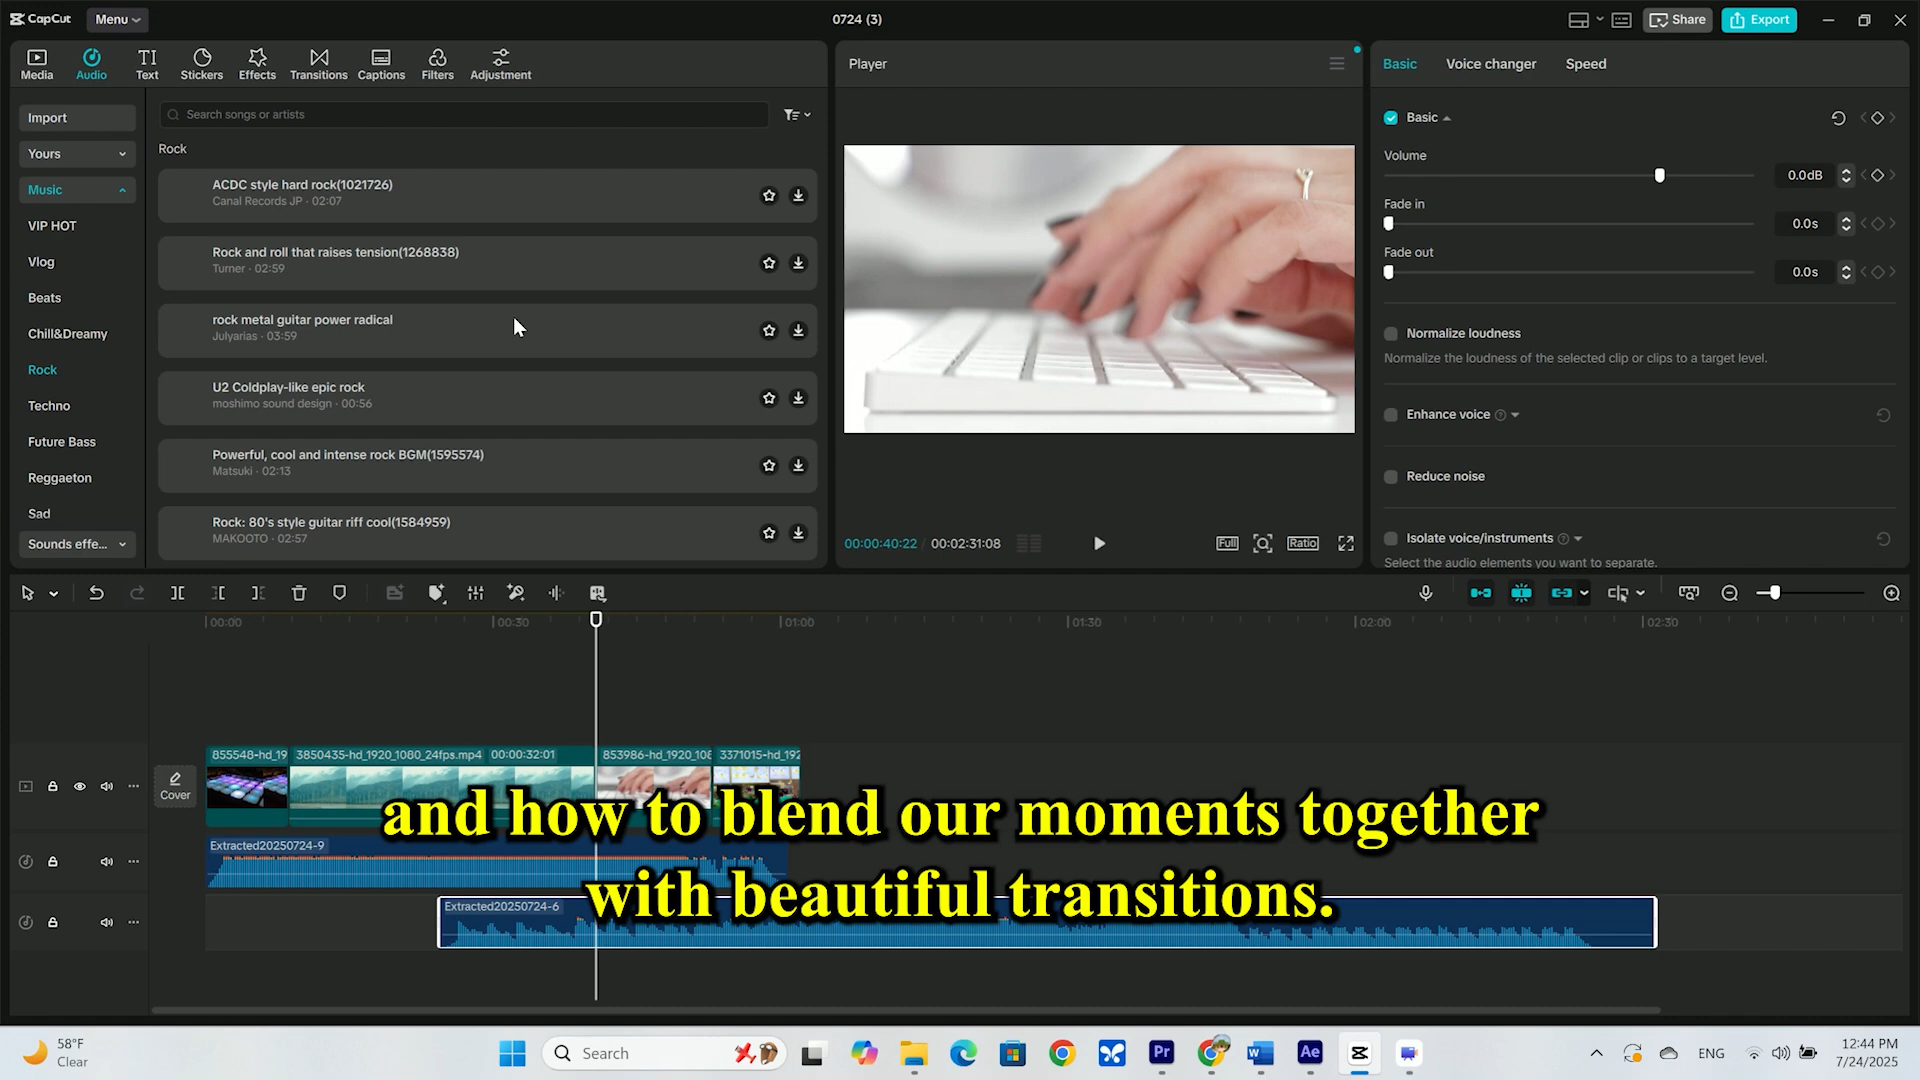 CapCut Menu 0724 (3) Share Export
Media Audio Text Stickers Effects Transitions Captions Filters Adjustment
Import
Yours
Music
VIP HOT
Vlog
Beats
Chill&Dreamy
Rock
Techno
Future Bass
Reggaeton
Sad
Sounds effe...
Search songs or artists
Rock
ACDC style hard rock(1021726)
Canal Records JP · 02:07
Rock and roll that raises tension(1268838)
Turner · 02:59
rock metal guitar power radical
Julyarias · 03:59
U2 Coldplay-like epic rock
moshimo sound design · 00:56
Powerful, cool and intense rock BGM(1595574)
Matsuki · 02:13
Rock: 80's style guitar riff cool(1584959)
MAKOOTO · 02:57
Player
00:00:40:22 00:02:31:08 Full Ratio
Basic Voice changer Speed
Basic
Volume
0.0dB
Fade in
0.0s
Fade out
0.0s
Normalize loudness
Normalize the loudness of the selected clip or clips to a target level.
Enhance voice
Reduce noise
Isolate voice/instruments
Select the audio elements you want to separate.
00:00 00:30 01:00 01:30 02:00 02:30
855548-hd_19 3850435-hd_1920_1080_24fps.mp4 00:00:32:01 853986-hd_1920_108 3371015-hd_192
Cover
and how to blend our moments together
Extracted20250724-9
with beautiful transitions.
Extracted20250724-6
58°F
Clear
Search
Pr
W
Ae
ENG
12:44 PM
7/24/2025